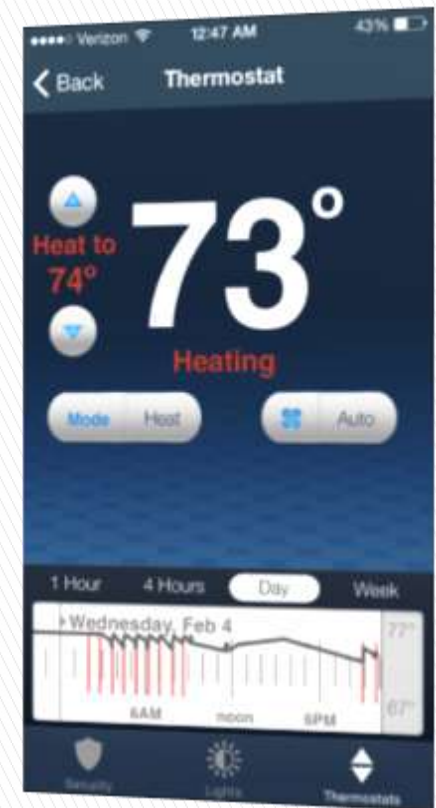 Verizon 12:47 AM 43%
Back Thermostat
73°
Heat to
74°
Heating
Mode Heat Auto
1 Hour 4 Hours Day Week
Wednesday, Feb 4
77°
67°
6AM noon 6PM
Security Lights Thermostats